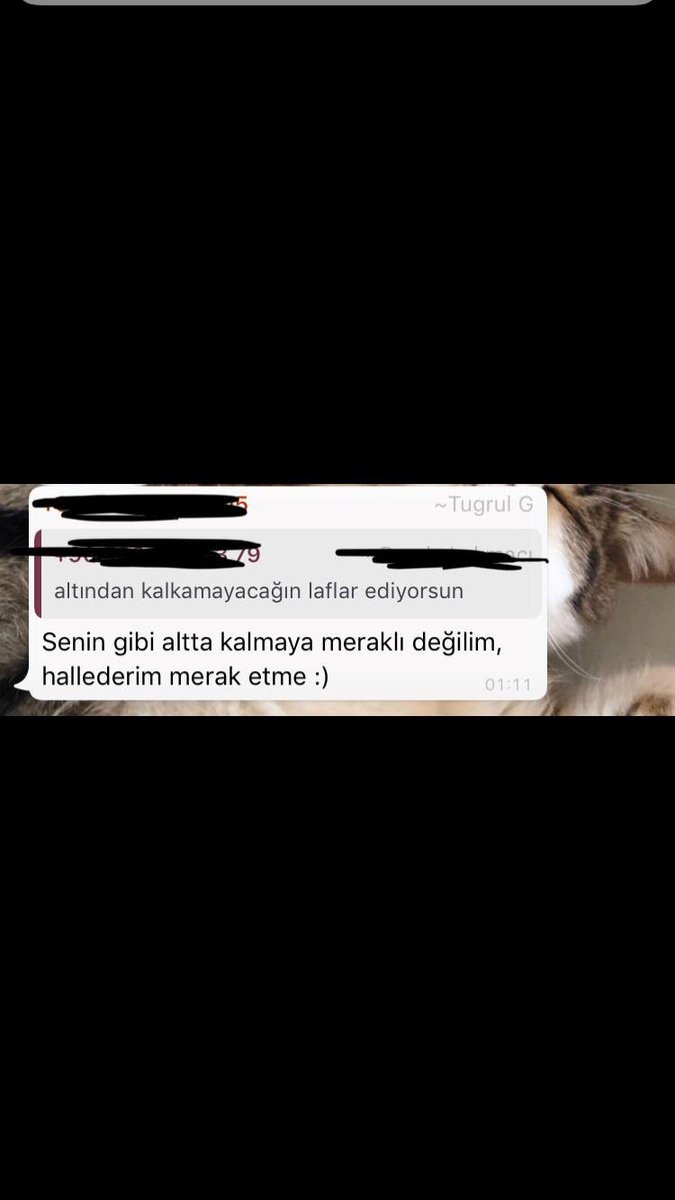 ~Tugrul G
altından kalkamayacağın laflar ediyorsun
Senin gibi altta kalmaya meraklı değilim,
hallederim merak etme :)
01:11